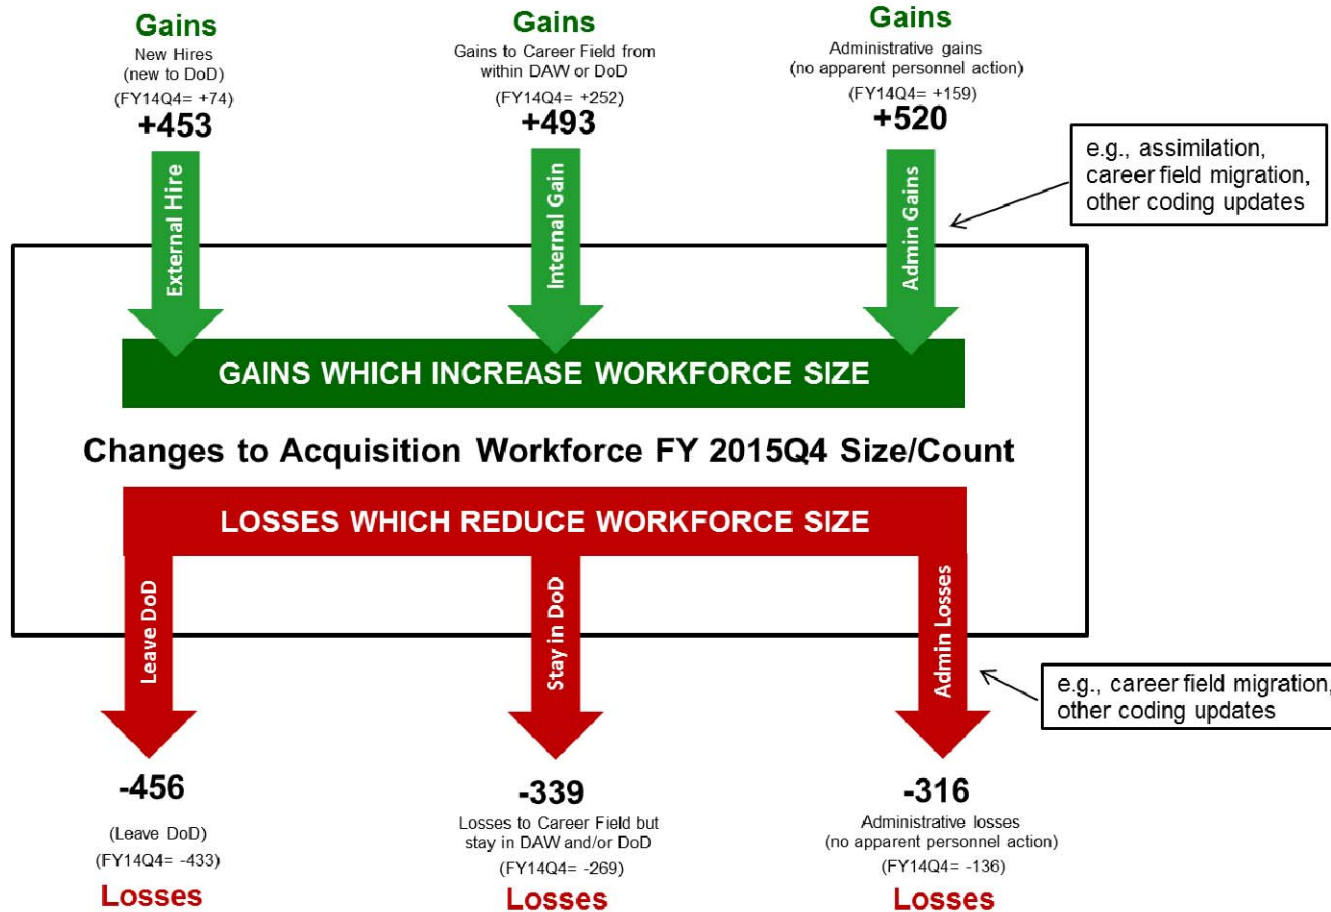 Gains
New Hires
(new to DoD)
(FY14Q4= +74)
+453
Gains
Gains to Career Field from
within DAW or DoD
(FY14Q4= +252)
+493
Gains
Administrative gains
(no apparent personnel action)
(FY14Q4= +159)
+520
e.g., assimilation,
career field migration,
other coding updates
External Hire
Internal Gain
Admin Gains
GAINS WHICH INCREASE WORKFORCE SIZE
Changes to Acquisition Workforce FY 2015Q4 Size/Count
LOSSES WHICH REDUCE WORKFORCE SIZE
Leave DoD
Stay in DoD
Admin Losses
e.g., career field migration,
other coding updates
-456
(Leave DoD)
(FY14Q4= -433)
Losses
-339
Losses to Career Field but
stay in DAW and/or DoD
(FY14Q4= -269)
Losses
-316
Administrative losses
(no apparent personnel action)
(FY14Q4= -136)
Losses